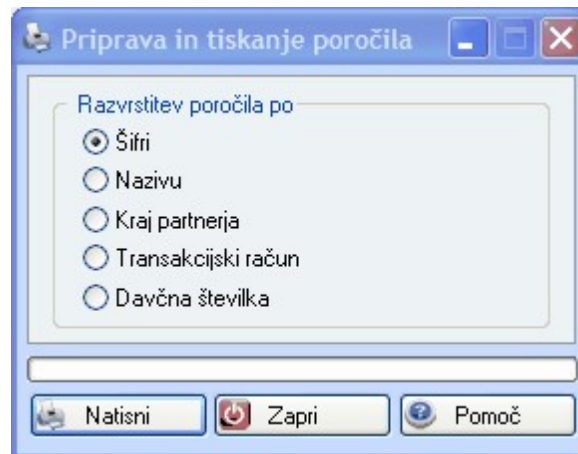 Priprava in tiskanje poročila
Razvrstitev poročila po
Šifri
Nazivu
Kraj partnerja
Transakcijski račun
Davčna številka
Natisni
Zapri
Pomoč